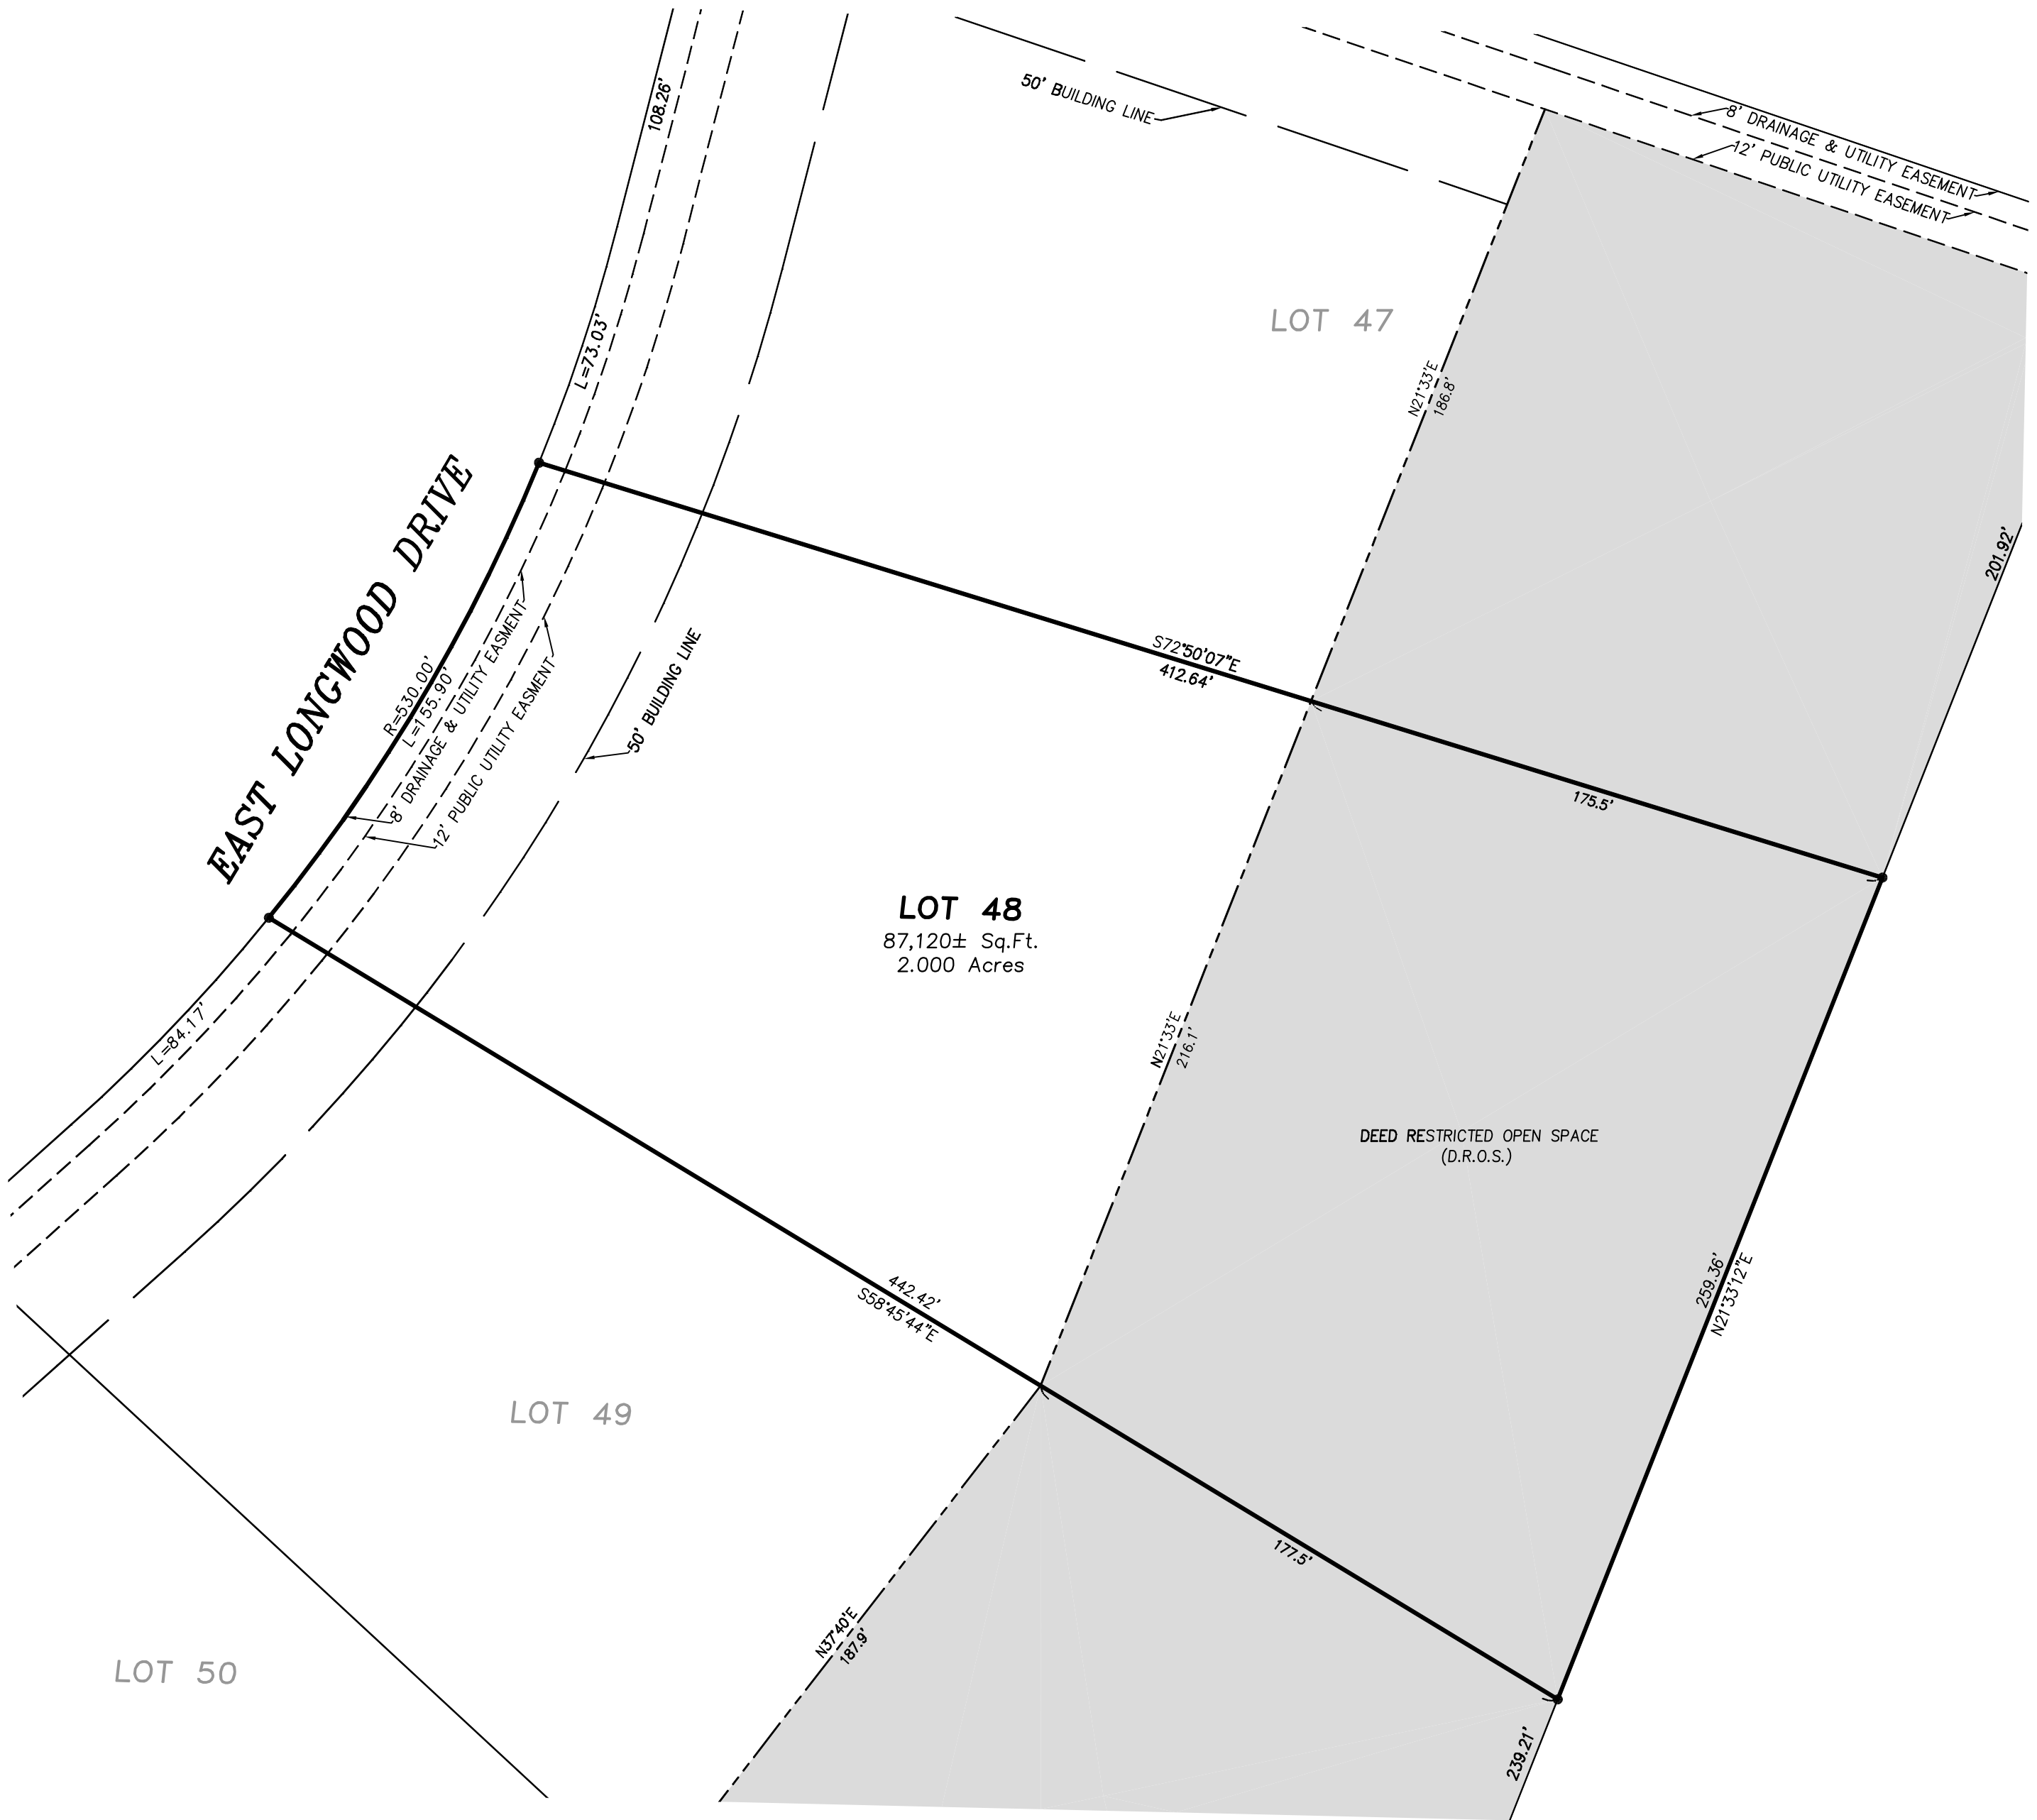 108.26'
50' BUILDING LINE
8' DRAINAGE & UTILITY EASEMENT
12' PUBLIC UTILITY EASEMENT
L=73.03'
LOT 47
N21°33'E
186.8'
201.92'
EAST LONGWOOD DRIVE
R=530.00'
L=155.90'
8' DRAINAGE & UTILITY EASMENT
12' PUBLIC UTILITY EASMENT
50' BUILDING LINE
S72°50'07"E
412.64'
175.5'
LOT 48
87,120± Sq.Ft.
2.000 Acres
L=84.17'
N21°33'E
216.1'
DEED RESTRICTED OPEN SPACE
(D.R.O.S.)
259.36'
N21°33'12"E
442.42'
S58°45'44"E
LOT 49
177.5'
N37°40'E
187.9'
LOT 50
239.21'